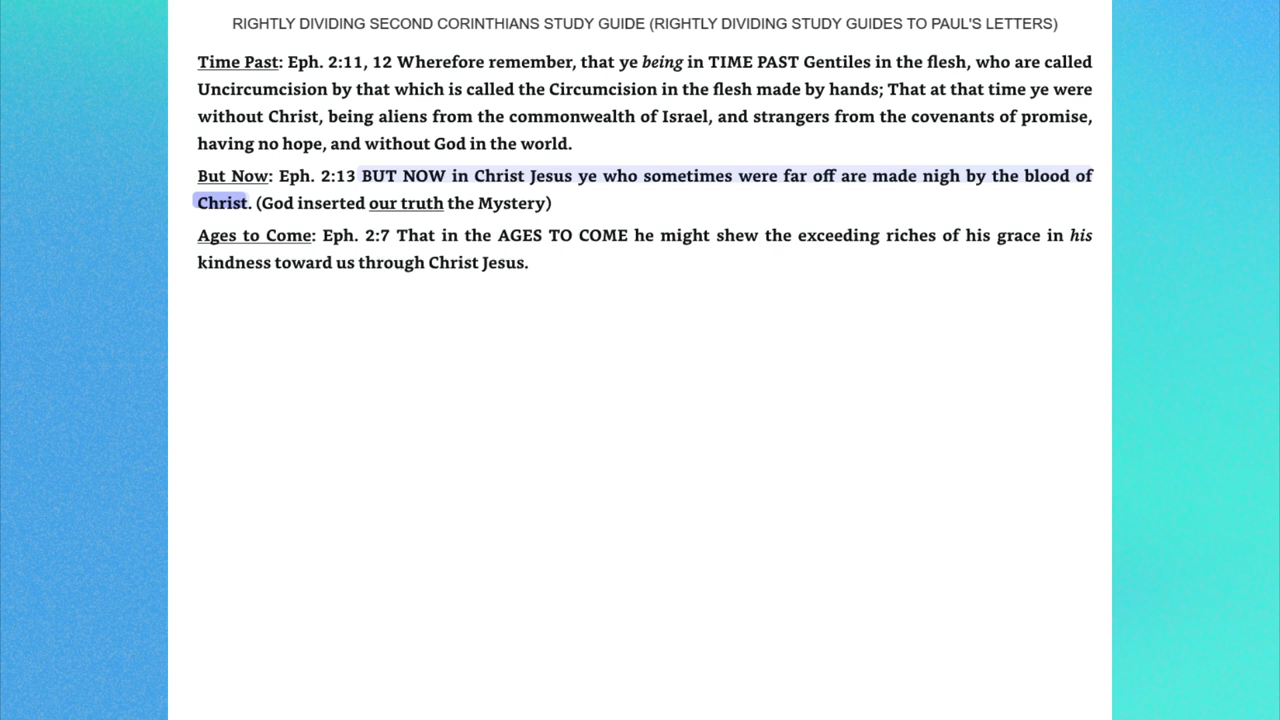 RIGHTLY DIVIDING SECOND CORINTHIANS STUDY GUIDE (RIGHTLY DIVIDING STUDY GUIDES TO PAUL'S LETTERS)
Time Past: Eph. 2:11, 12 Wherefore remember, that ye being in TIME PAST Gentiles in the flesh, who are called
Uncircumcision by that which is called the Circumcision in the flesh made by hands; That at that time ye were
without Christ, being aliens from the commonwealth of Israel, and strangers from the covenants of promise,
having no hope, and without God in the world.
But Now: Eph. 2:13 BUT NOW in Christ Jesus ye who sometimes were far off are made nigh by the blood of
Christ. (God inserted our truth the Mystery)
Ages to Come: Eph. 2:7 That in the AGES TO COME he might shew the exceeding riches of his grace in his
kindness toward us through Christ Jesus.